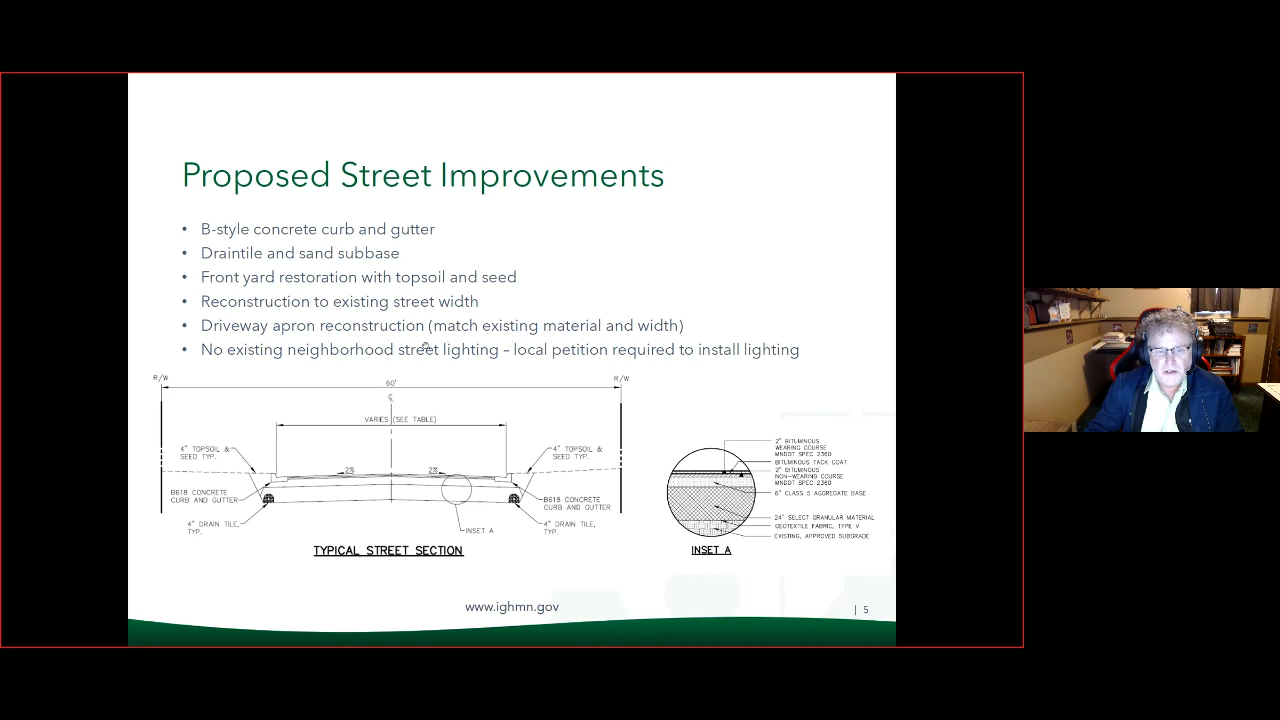 Proposed Street Improvements
• B-style concrete curb and gutter
• Draintile and sand subbase
• Front yard restoration with topsoil and seed
• Reconstruction to existing street width
• Driveway apron reconstruction (match existing material and width)
• No existing neighborhood street lighting – local petition required to install lighting
R/W
R/W
60'
VARIES (SEE TABLE)
4" TOPSOIL &
SEED TYP.
4" TOPSOIL &
SEED TYP.
2%
2%
B618 CONCRETE
CURB AND GUTTER
B618 CONCRETE
CURB AND GUTTER
4" DRAIN TILE,
TYP.
4" DRAIN TILE,
TYP.
INSET A
TYPICAL STREET SECTION
2" BITUMINOUS
WEARING COURSE
MNDOT SPEC 2360
BITUMINOUS TACK COAT
2" BITUMINOUS
NON-WEARING COURSE
MNDOT SPEC 2360
6" CLASS 5 AGGREGATE BASE
24" SELECT GRANULAR MATERIAL
GEOTEXTILE FABRIC, TYPE V
EXISTING, APPROVED SUBGRADE
INSET A
www.ighmn.gov
| 5